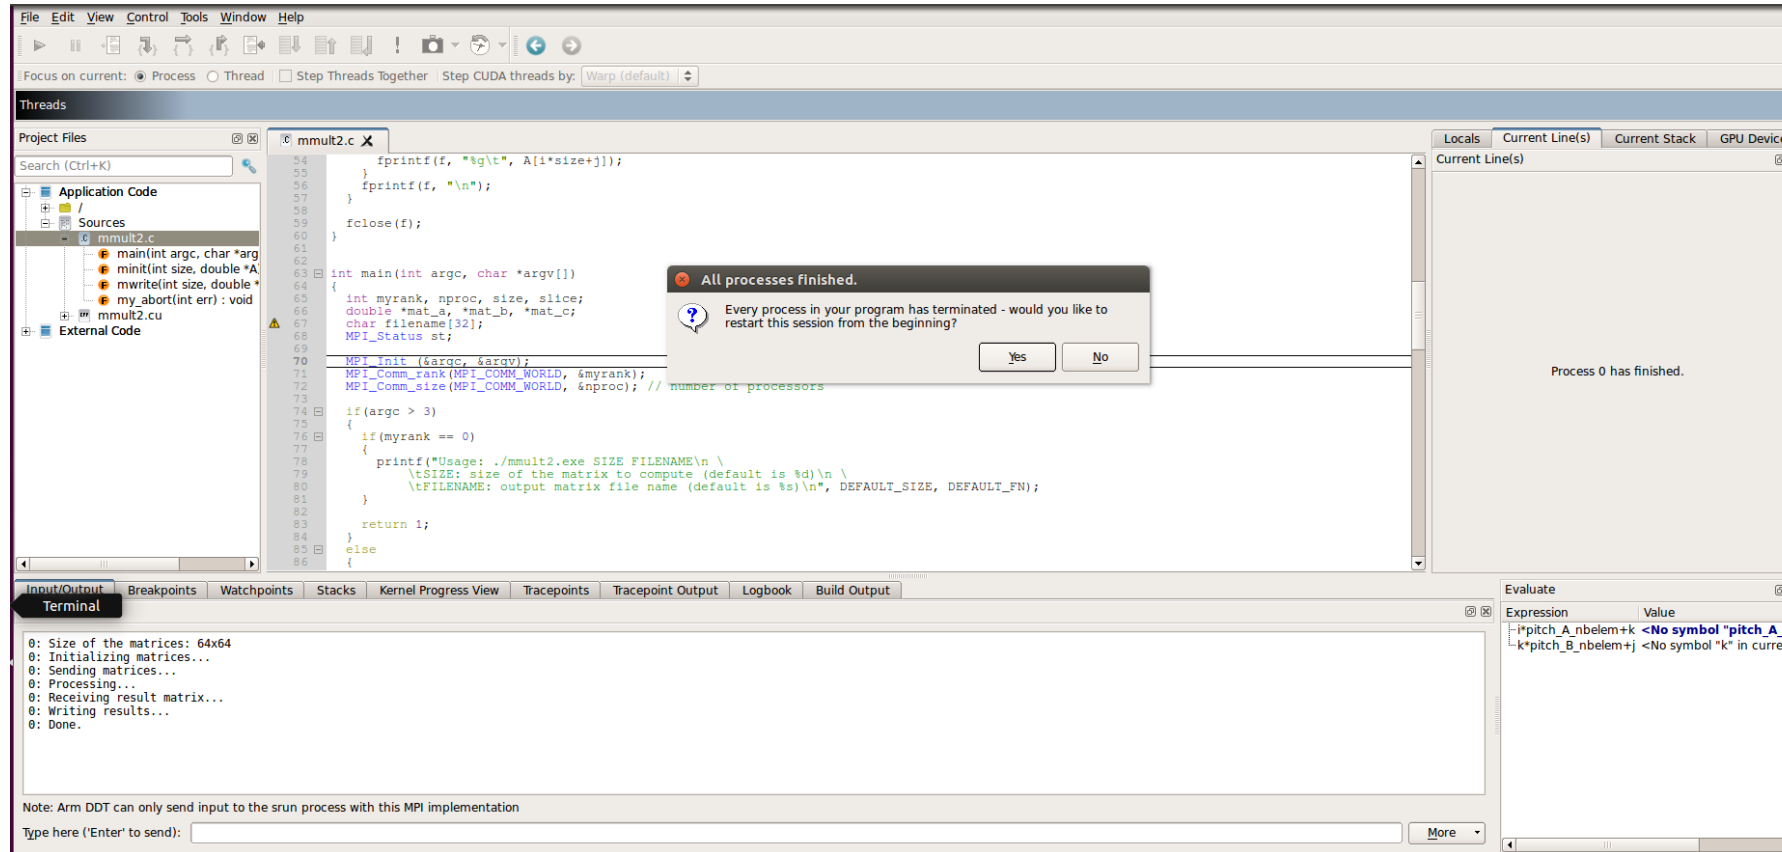 File Edit View Control Tools Window Help
Focus on current: Process Thread Step Threads Together Step CUDA threads by: Warp (default)
Threads
Project Files
Search (Ctrl+K)
Application Code
/
Sources
mmult2.c
main(int argc, char *arg
minit(int size, double *A
mwrite(int size, double *
my_abort(int err) : void
mmult2.cu
External Code
mmult2.c
54 fprintf(f, "%g\t", A[i*size+j]);
55 }
56 fprintf(f, "\n");
57 }
58
59 fclose(f);
60 }
61
62
63 int main(int argc, char *argv[])
64 {
65 int myrank, nproc, size, slice;
66 double *mat_a, *mat_b, *mat_c;
67 char filename[32];
68 MPI_Status st;
69
70 MPI_Init (&argc, &argv);
71 MPI_Comm_rank(MPI_COMM_WORLD, &myrank);
72 MPI_Comm_size(MPI_COMM_WORLD, &nproc); // number of processors
73
74 if(argc > 3)
75 {
76 if(myrank == 0)
77 {
78 printf("Usage: ./mmult2.exe SIZE FILENAME\n \
79 \tSIZE: size of the matrix to compute (default is %d)\n \
80 \tFILENAME: output matrix file name (default is %s)\n", DEFAULT_SIZE, DEFAULT_FN);
81 }
82
83 return 1;
84 }
85 else
86 {
All processes finished.
Every process in your program has terminated - would you like to
restart this session from the beginning?
Yes No
Locals Current Line(s) Current Stack GPU Device
Current Line(s)
Process 0 has finished.
Input/Output Breakpoints Watchpoints Stacks Kernel Progress View Tracepoints Tracepoint Output Logbook Build Output
Terminal
0: Size of the matrices: 64x64
0: Initializing matrices...
0: Sending matrices...
0: Processing...
0: Receiving result matrix...
0: Writing results...
0: Done.
Note: Arm DDT can only send input to the srun process with this MPI implementation
Type here ('Enter' to send): More
Evaluate
Expression Value
i*pitch_A_nbelem+k <No symbol "pitch_A_
k*pitch_B_nbelem+j <No symbol "k" in curre